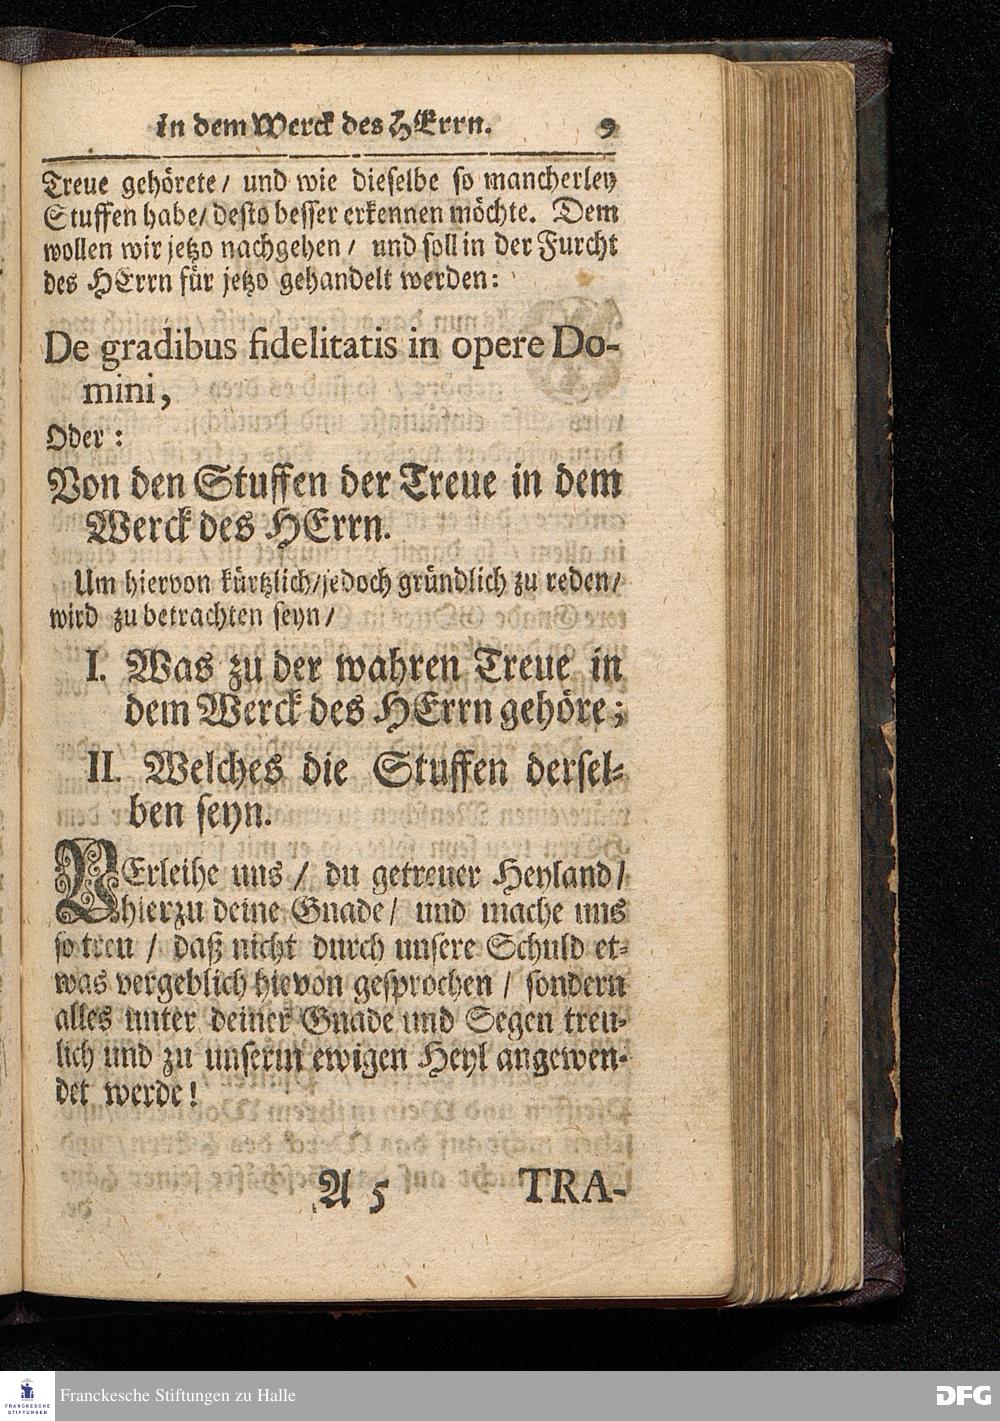 in dem Werck des HErrn. 9
Treue gehörete/ und wie dieselbe so mancherley
Stuffen habe/ desto besser erkennen möchte. Dem
wollen wir jetzo nachgehen/ und soll in der Furcht
des HErrn für jetzo gehandelt werden:
De gradibus fidelitatis in opere Do-
mini,
Oder:
Von den Stuffen der Treue in dem
Werck des HErrn.
Um hiervon kürtzlich/jedoch gründlich zu reden/
wird zu betrachten seyn/
I. Was zu der wahren Treue in
dem Werck des HErrn gehöre;
II. Welches die Stuffen dersel-
ben seyn.
VErleihe uns / du getreuer Heyland/
hierzu deine Gnade/ und mache uns
so treu / daß nicht durch unsere Schuld et-
was vergeblich hievon gesprochen / sondern
alles unter deiner Gnade und Segen treu-
lich und zu unserm ewigen Heyl angewen-
det werde!
A 5 TRA-
FRANCKESCHE
STIFTUNGEN
Franckesche Stiftungen zu Halle
DFG